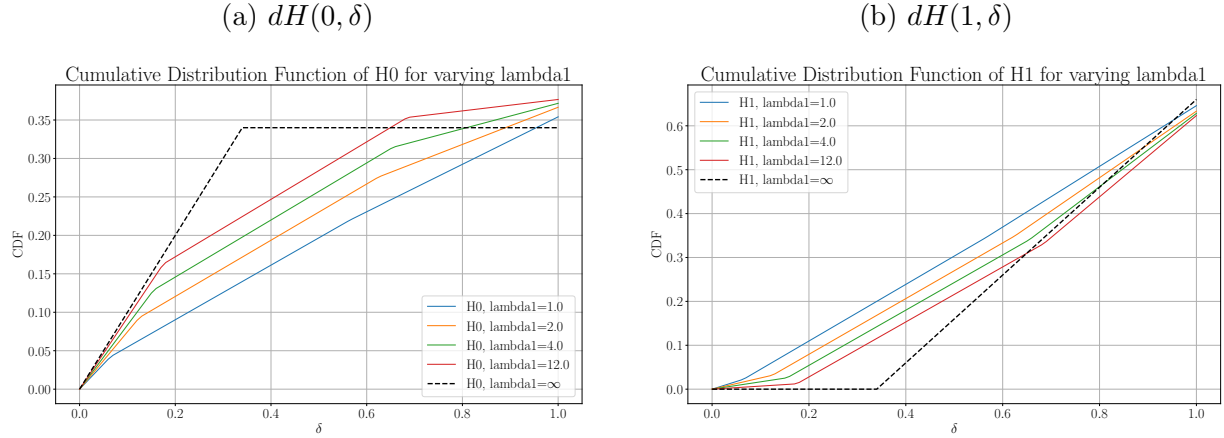 (a) dH(0, δ)
Cumulative Distribution Function of H0 for varying lambda1
CDF
0.35
0.30
0.25
0.20
0.15
0.10
0.05
0.00
H0, lambda1=1.0
H0, lambda1=2.0
H0, lambda1=4.0
H0, lambda1=12.0
H0, lambda1=∞
0.0 0.2 0.4 0.6 0.8 1.0
δ
(b) dH(1, δ)
Cumulative Distribution Function of H1 for varying lambda1
H1, lambda1=1.0
H1, lambda1=2.0
H1, lambda1=4.0
H1, lambda1=12.0
H1, lambda1=∞
CDF
0.6
0.5
0.4
0.3
0.2
0.1
0.0
0.0 0.2 0.4 0.6 0.8 1.0
δ